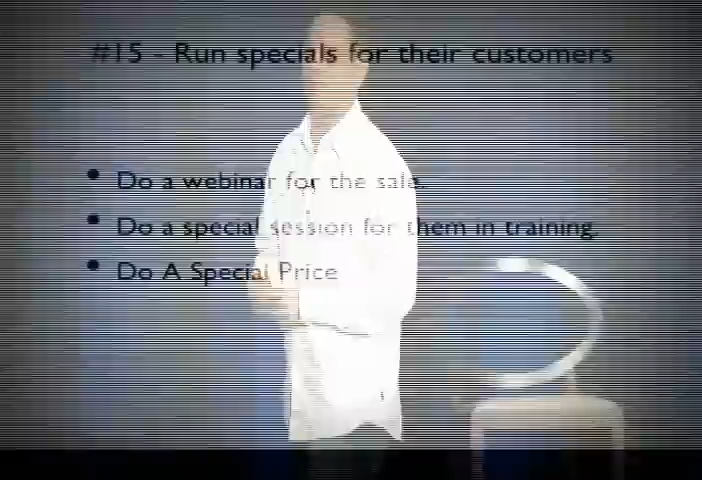 #15 - Run specials for their customers
• Do a webinar for the sale.
• Do a special session for them in training.
• Do A Special Price